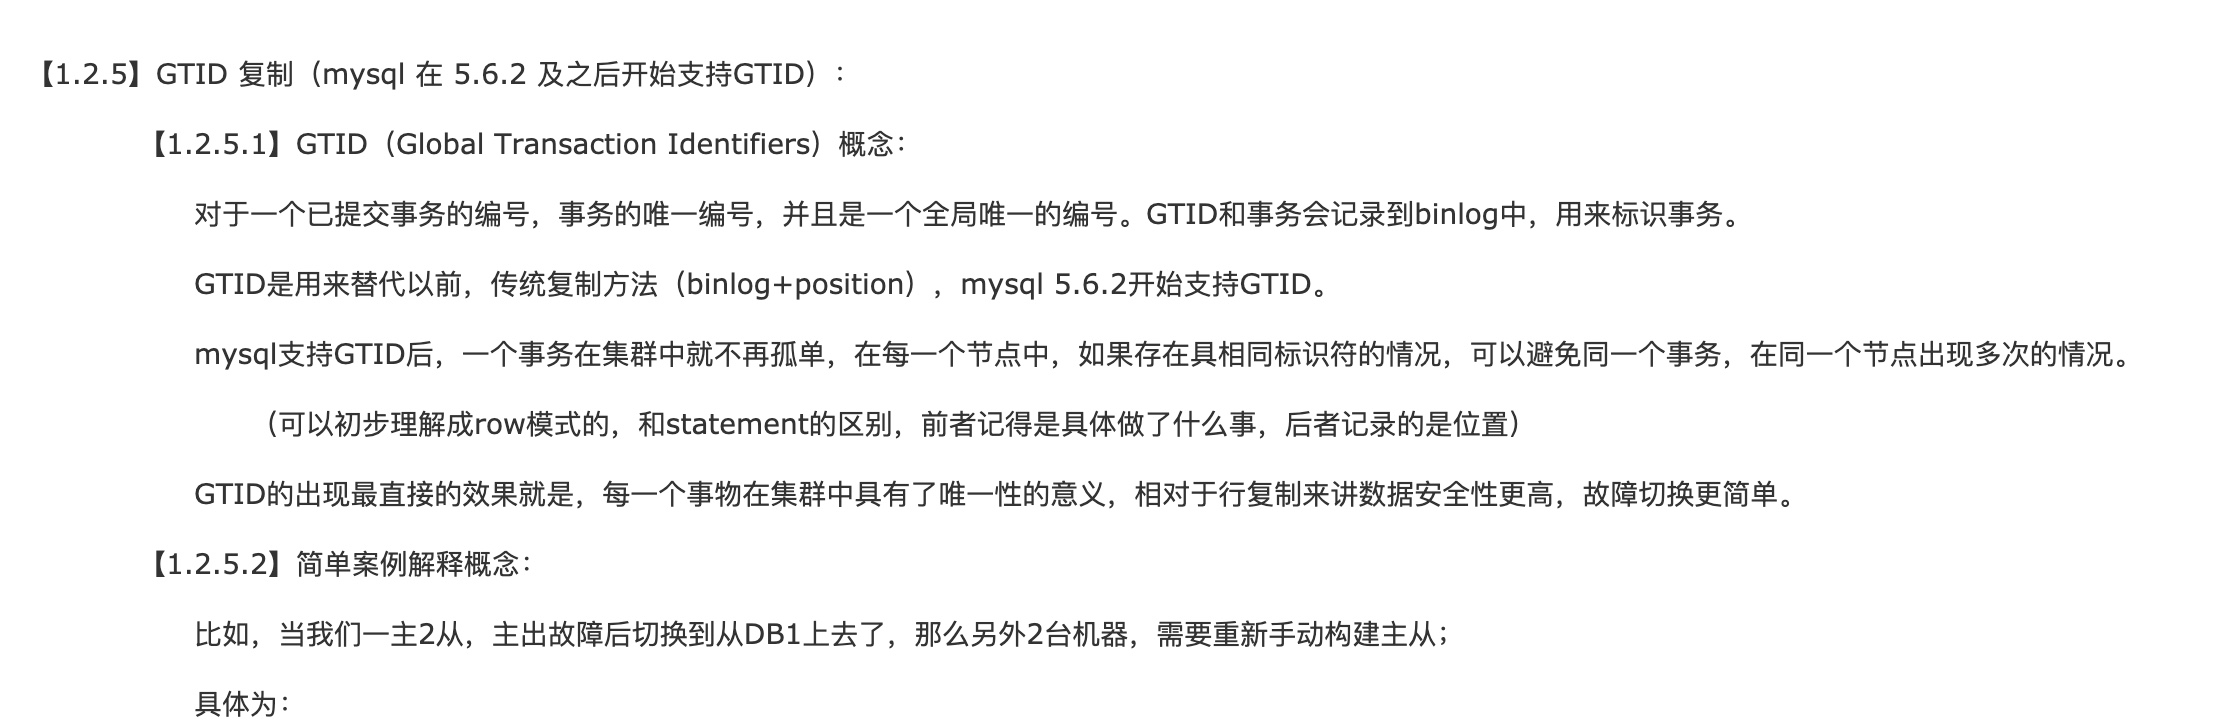 【1.2.5】GTID 复制（mysql 在 5.6.2 及之后开始支持GTID）：
【1.2.5.1】GTID（Global Transaction Identifiers）概念：
对于一个已提交事务的编号，事务的唯一编号，并且是一个全局唯一的编号。GTID和事务会记录到binlog中，用来标识事务。
GTID是用来替代以前，传统复制方法（binlog+position），mysql 5.6.2开始支持GTID。
mysql支持GTID后，一个事务在集群中就不再孤单，在每一个节点中，如果存在具相同标识符的情况，可以避免同一个事务，在同一个节点出现多次的情况。
（可以初步理解成row模式的，和statement的区别，前者记得是具体做了什么事，后者记录的是位置）
GTID的出现最直接的效果就是，每一个事物在集群中具有了唯一性的意义，相对于行复制来讲数据安全性更高，故障切换更简单。
【1.2.5.2】简单案例解释概念：
比如，当我们一主2从，主出故障后切换到从DB1上去了，那么另外2台机器，需要重新手动构建主从；
具体为：